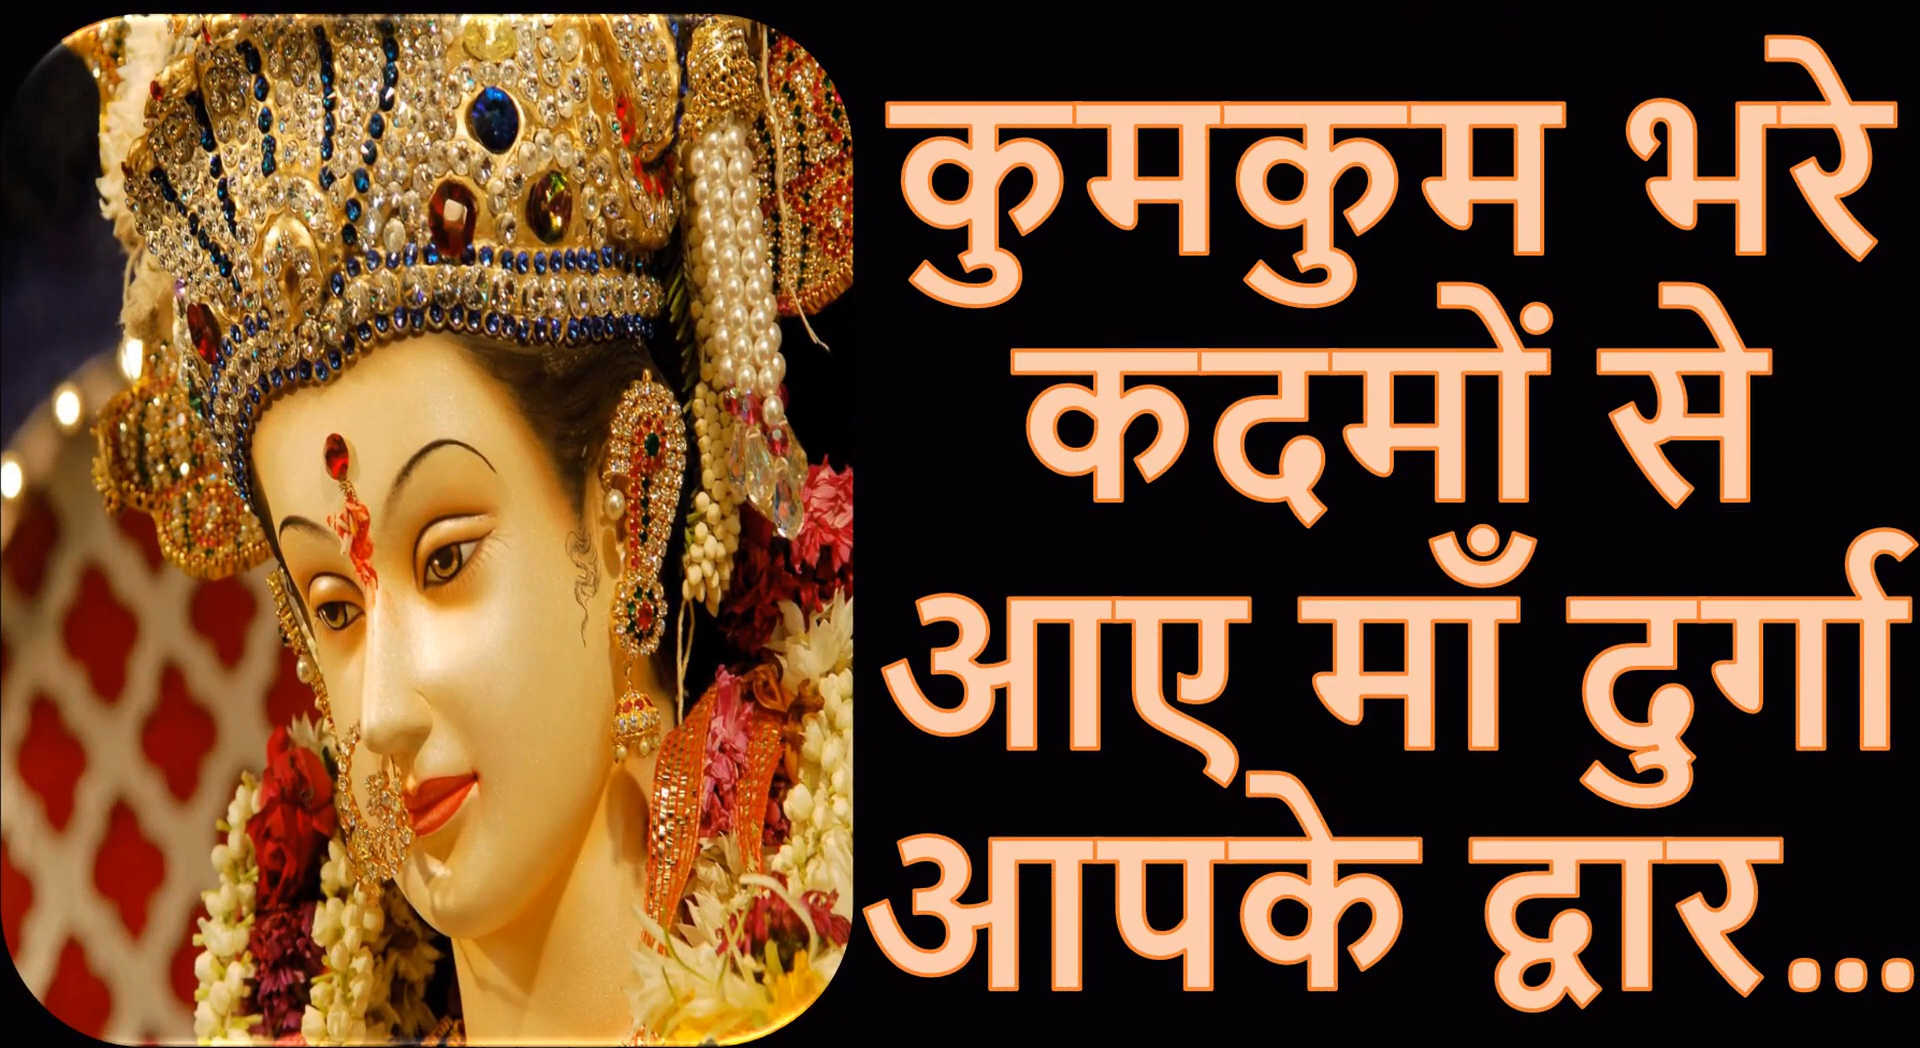 कुमकुम भरे
कदमों से
आए माँ दुर्गा
आपके द्वार...